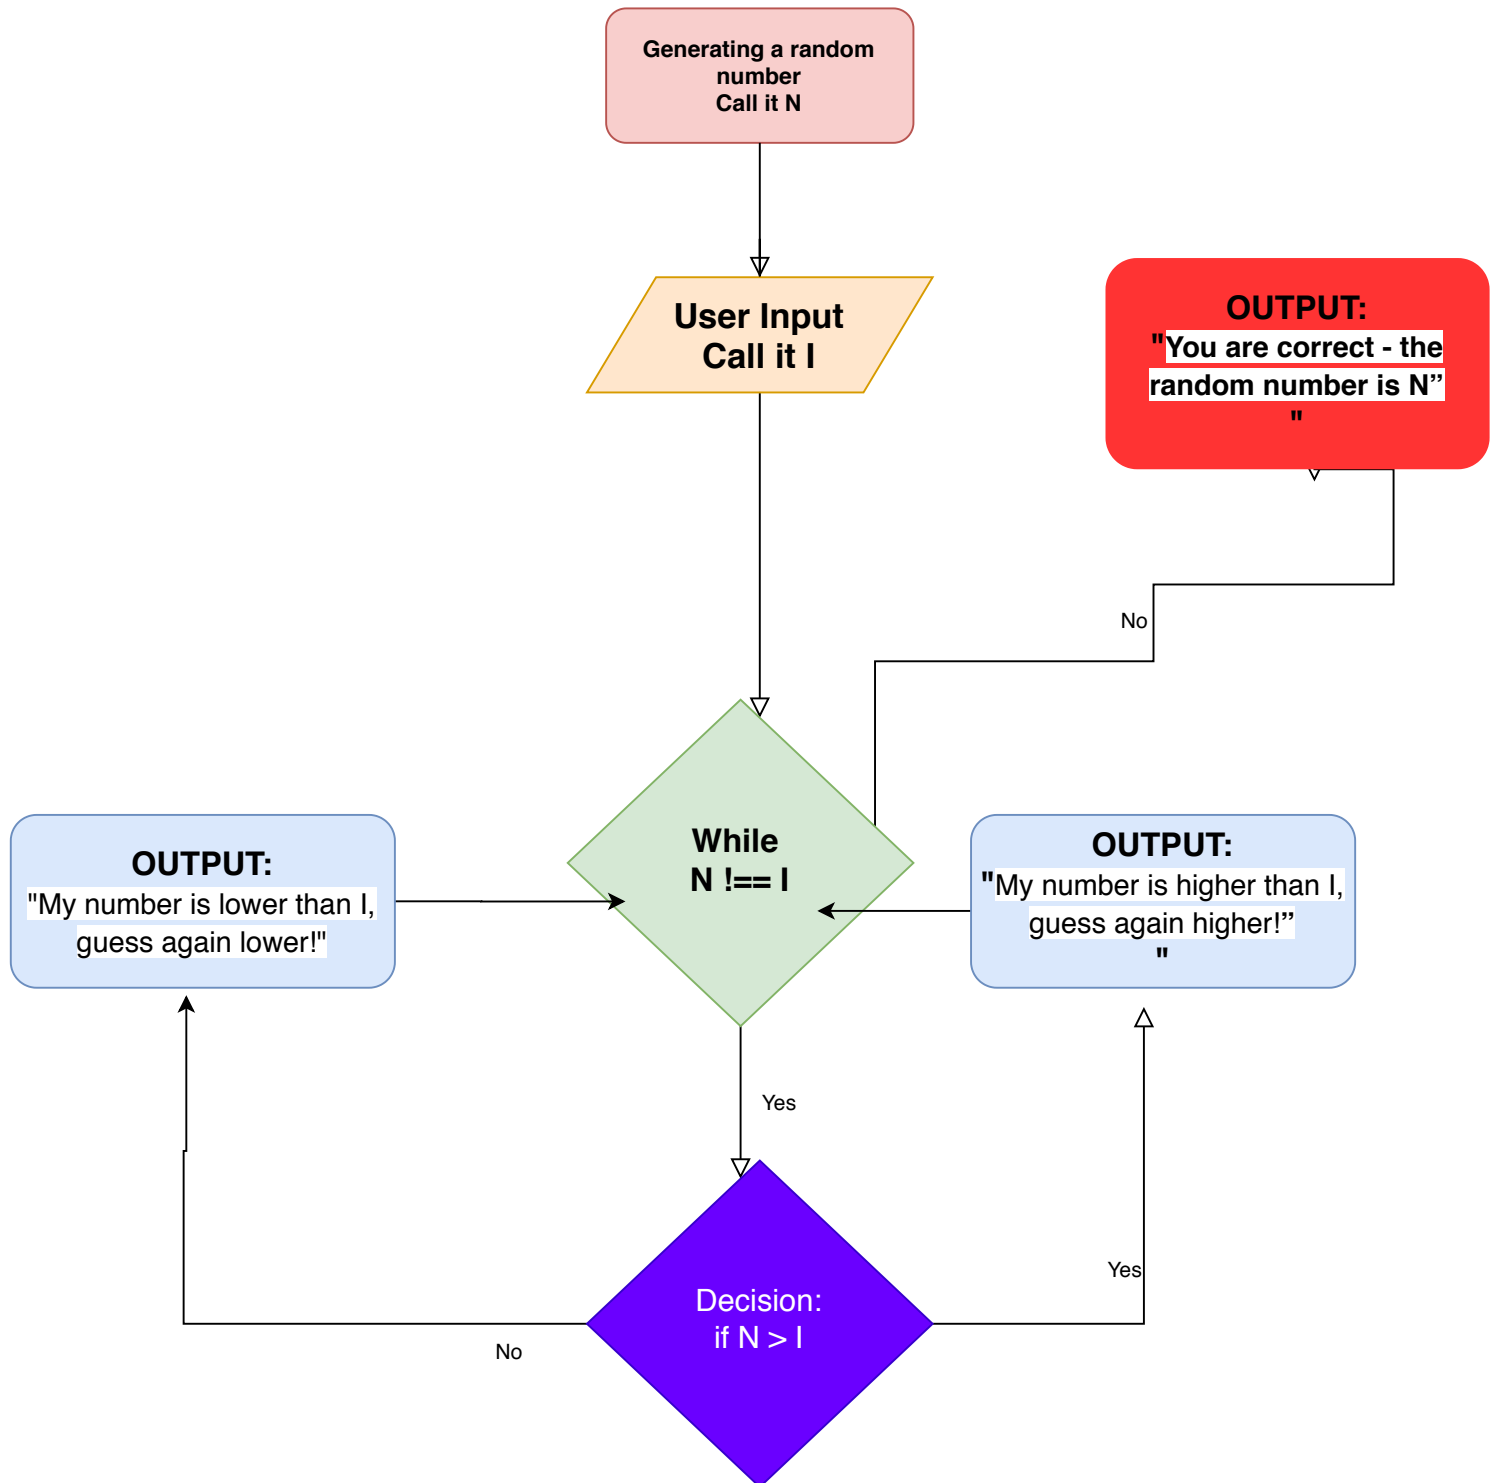 Generating a random
number
Call it N
User Input
Call it I
OUTPUT:
"You are correct - the
random number is N”
"
No
While
N !== I
OUTPUT:
"My number is lower than I,
guess again lower!"
OUTPUT:
"My number is higher than I,
guess again higher!”
"
Yes
Decision:
if N > I
Yes
No